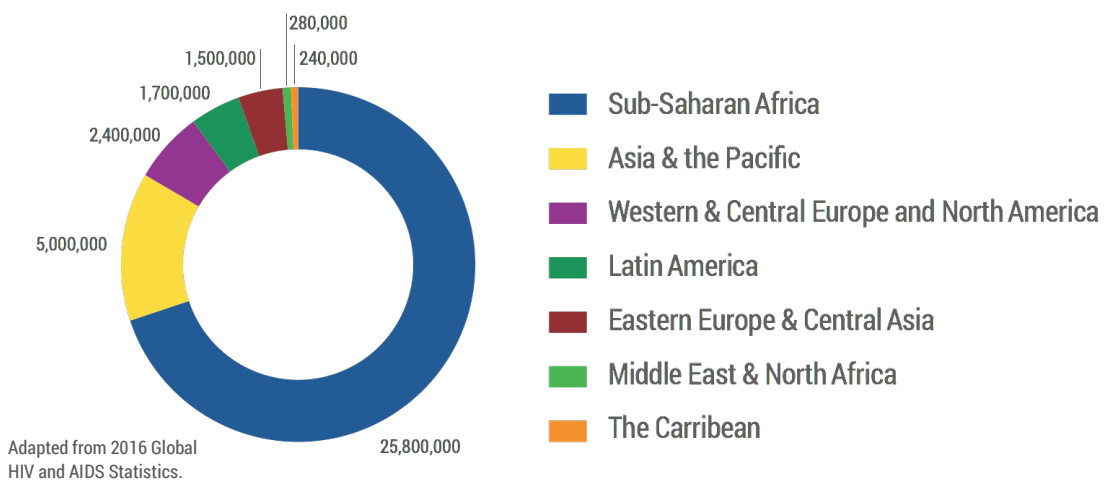 280,000
1,500,000
240,000
1,700,000
2,400,000
5,000,000
25,800,000
Sub-Saharan Africa
Asia & the Pacific
Western & Central Europe and North America
Latin America
Eastern Europe & Central Asia
Middle East & North Africa
The Carribean
Adapted from 2016 Global
HIV and AIDS Statistics.